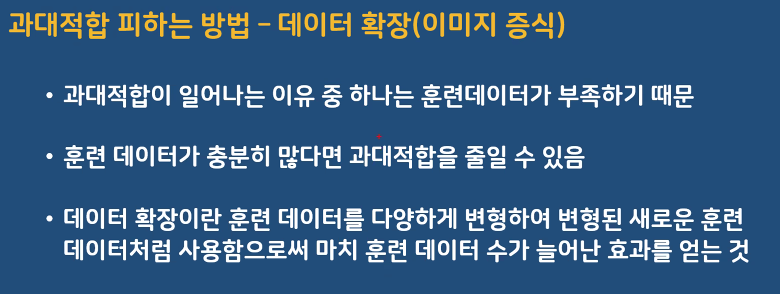 과대적합 피하는 방법 – 데이터 확장(이미지 증식)
• 과대적합이 일어나는 이유 중 하나는 훈련데이터가 부족하기 때문
• 훈련 데이터가 충분히 많다면 과대적합을 줄일 수 있음
• 데이터 확장이란 훈련 데이터를 다양하게 변형하여 변형된 새로운 훈련
데이터처럼 사용함으로써 마치 훈련 데이터 수가 늘어난 효과를 얻는 것